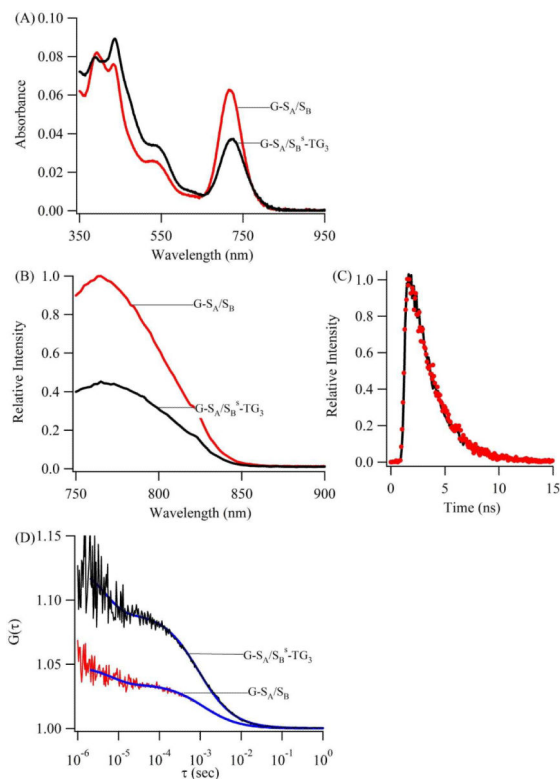 (A)
0.10
0.08
0.06
0.04
0.02
0.00
Absorbance
G-SA/SB
G-SA/SBs-TG3
350 450 550 650 750 850 950
Wavelength (nm)
(B)
1.0
0.8
0.6
0.4
0.2
0.0
Relative Intensity
G-SA/SB
G-SA/SBs-TG3
750 800 850 900
Wavelength (nm)
(C)
1.0
0.8
0.6
0.4
0.2
0.0
Relative Intensity
0 5 10 15
Time (ns)
(D)
1.15
1.10
1.05
1.00
G(τ)
G-SA/SBs-TG3
G-SA/SB
10-6 10-5 10-4 10-3 10-2 10-1 100
τ (sec)